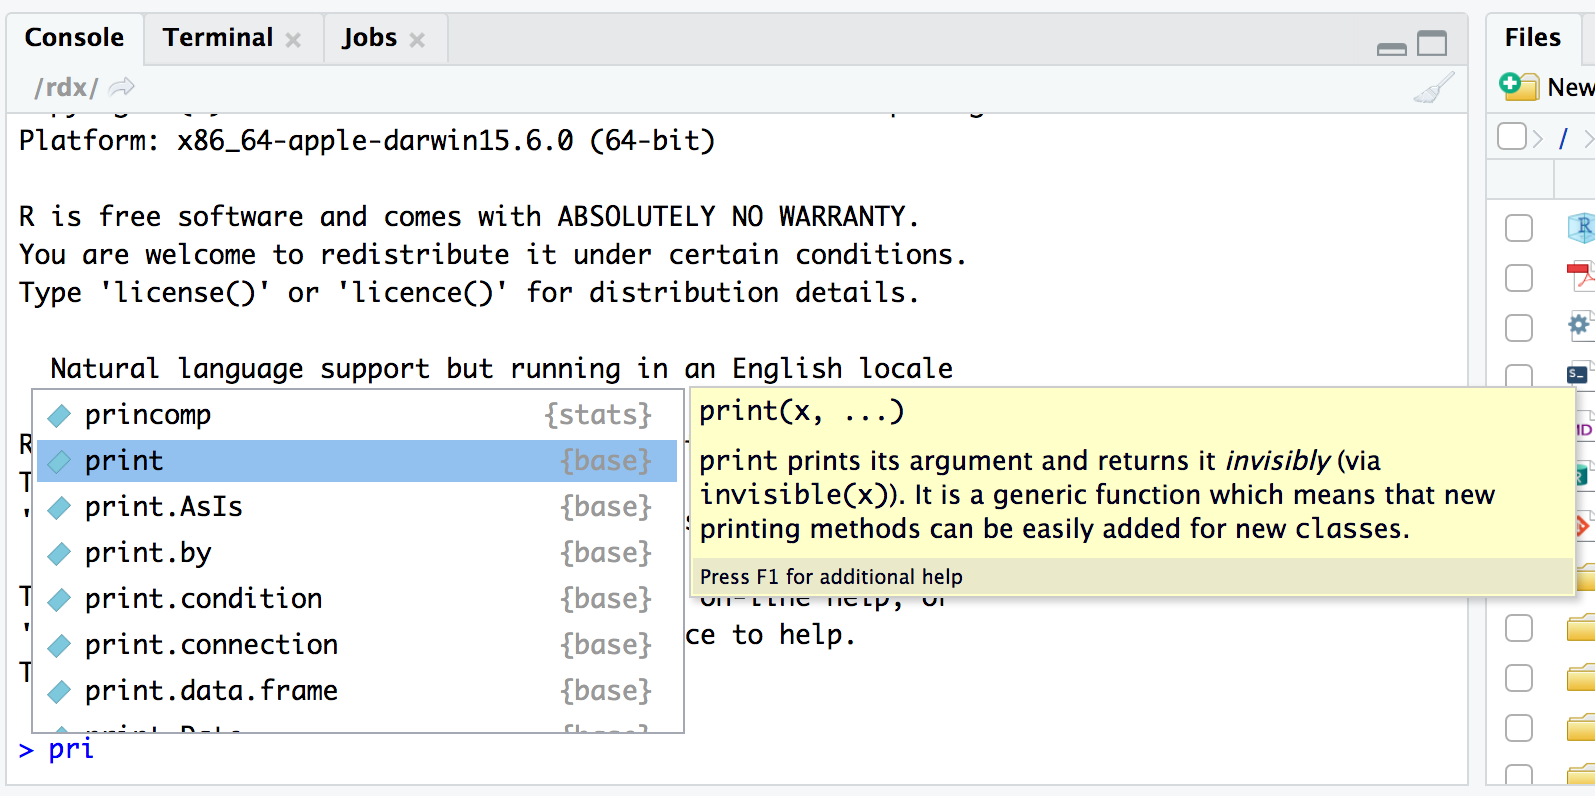 Console
Terminal
Jobs
Files
/rdx/
New
/
Platform: x86_64-apple-darwin15.6.0 (64-bit)
R is free software and comes with ABSOLUTELY NO WARRANTY.
You are welcome to redistribute it under certain conditions.
Type 'license()' or 'licence()' for distribution details.
Natural language support but running in an English locale
princomp {stats}
print {base}
print.AsIs {base}
print.by {base}
print.condition {base}
print.connection {base}
print.data.frame {base}
print(x, ...)
print prints its argument and returns it invisibly (via
invisible(x)). It is a generic function which means that new
printing methods can be easily added for new classes.
Press F1 for additional help
on-line help, or
ce to help.
> pri